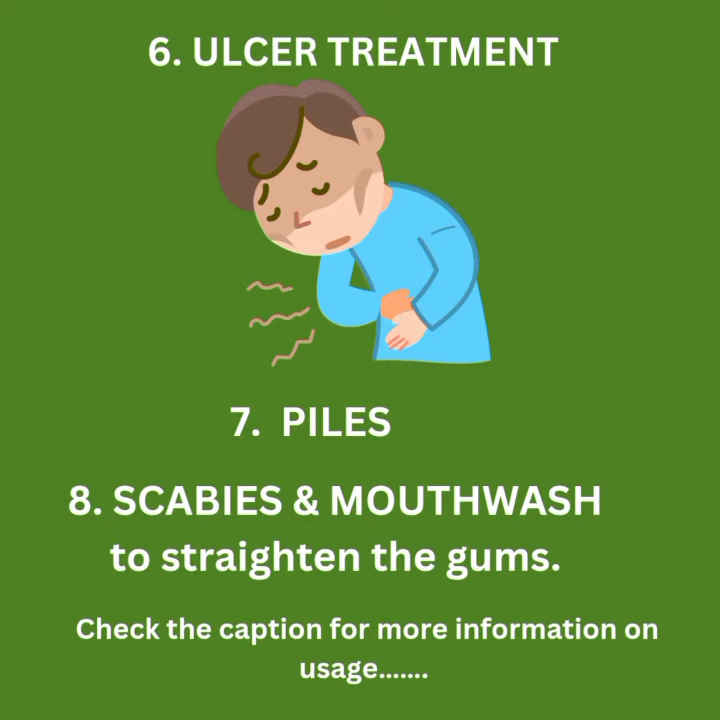 6. ULCER TREATMENT
7. PILES
8. SCABIES & MOUTHWASH
to straighten the gums.
Check the caption for more information on
usage.......